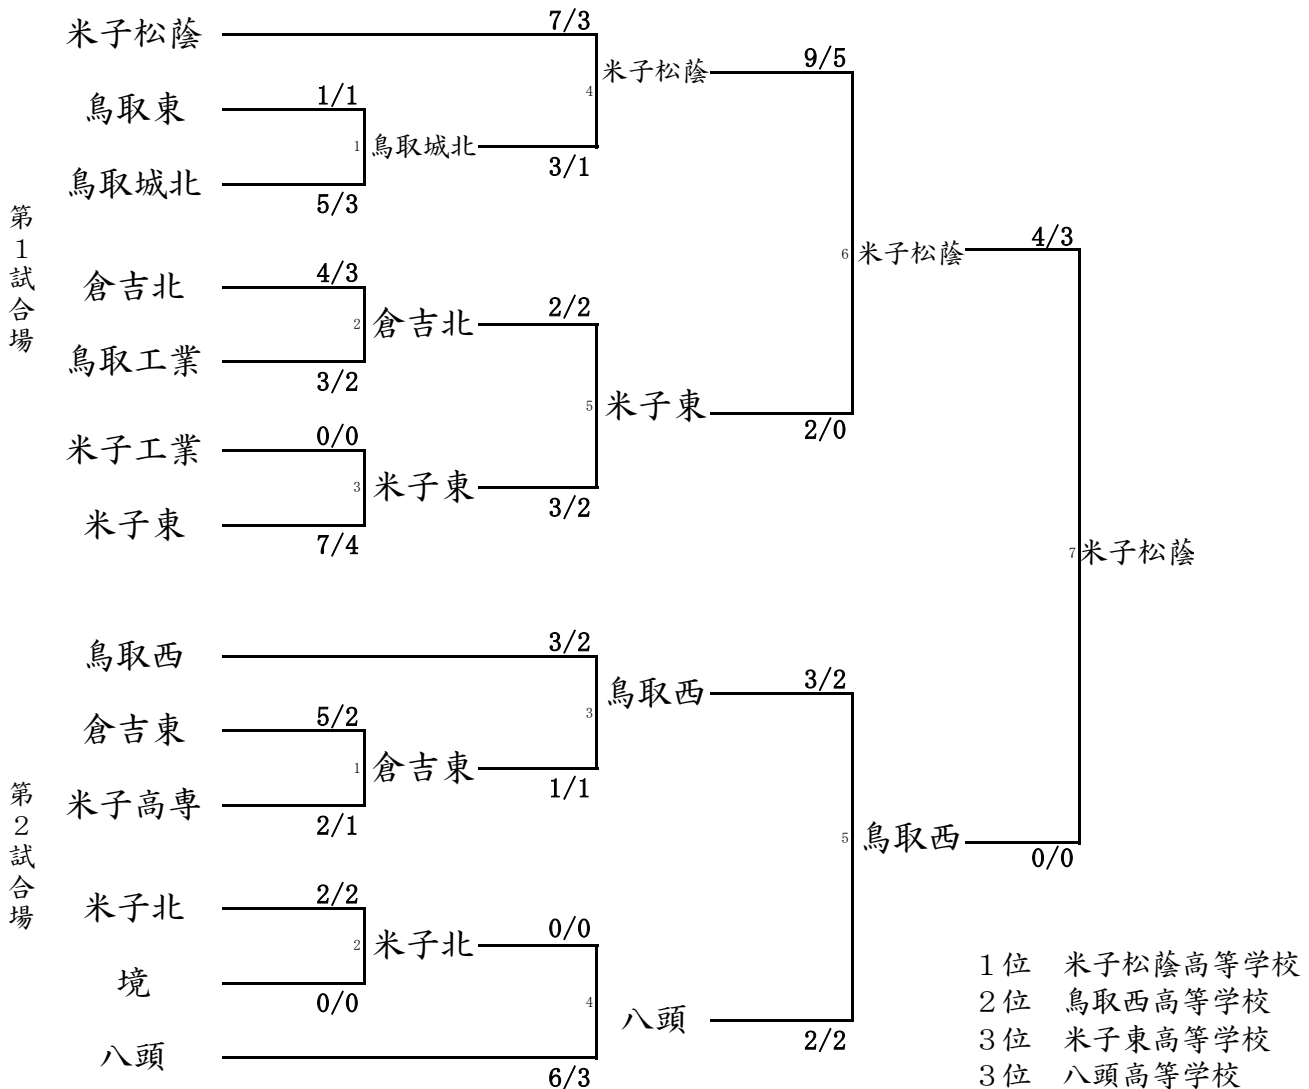 7/3
米子松蔭
9/5
米子松蔭
1/1
4
鳥取東
1
鳥取城北
3/1
鳥取城北
5/3
第1試合場
4/3
6
米子松蔭
4/3
倉吉北
2
倉吉北
2/2
鳥取工業
3/2
5
米子東
2/0
0/0
米子工業
3
米子東
3/2
米子東
7/4
7
米子松蔭
3/2
鳥取西
3/2
鳥取西
5/2
3
倉吉東
1
倉吉東
1/1
米子高専
2/1
第2試合場
5
鳥取西
0/0
2/2
米子北
2
米子北
0/0
境
0/0
4
八頭
2/2
八頭
6/3
1位 米子松蔭高等学校
2位 鳥取西高等学校
3位 米子東高等学校
3位 八頭高等学校